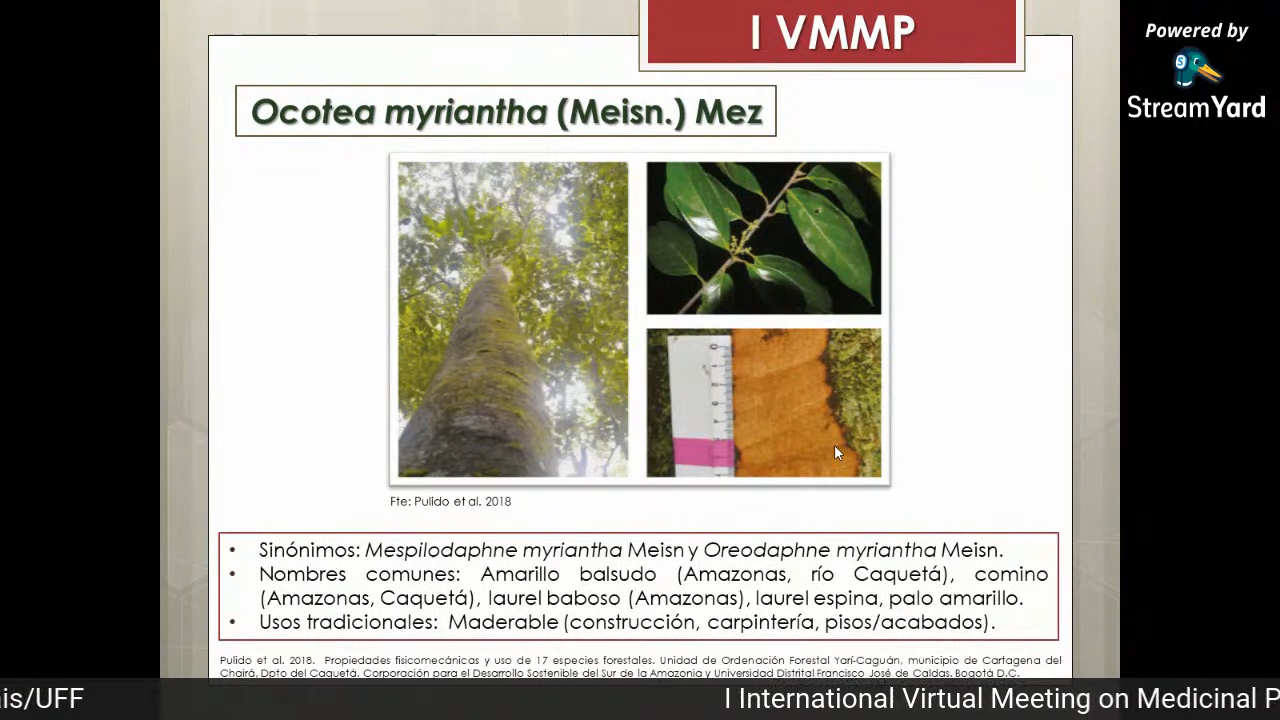 I VMMP
Powered by
StreamYard
Ocotea myriantha (Meisn.) Mez
Fte: Pulido et al. 2018
• Sinónimos: Mespilodaphne myriantha Meisn y Oreodaphne myriantha Meisn.
• Nombres comunes: Amarillo balsudo (Amazonas, río Caquetá), comino
(Amazonas, Caquetá), laurel baboso (Amazonas), laurel espina, palo amarillo.
• Usos tradicionales: Maderable (construcción, carpintería, pisos/acabados).
Pulido et al. 2018. Propiedades fisicomecánicas y uso de 17 especies forestales. Unidad de Ordenación Forestal Yarí-Caguán, municipio de Cartagena del
Chairá, Dpto del Caquetá. Corporación para el Desarrollo Sostenible del Sur de la Amazonia y Universidad Distrital Francisco José de Caldas. Bogotá D.C.
ais/UFF I International Virtual Meeting on Medicinal P